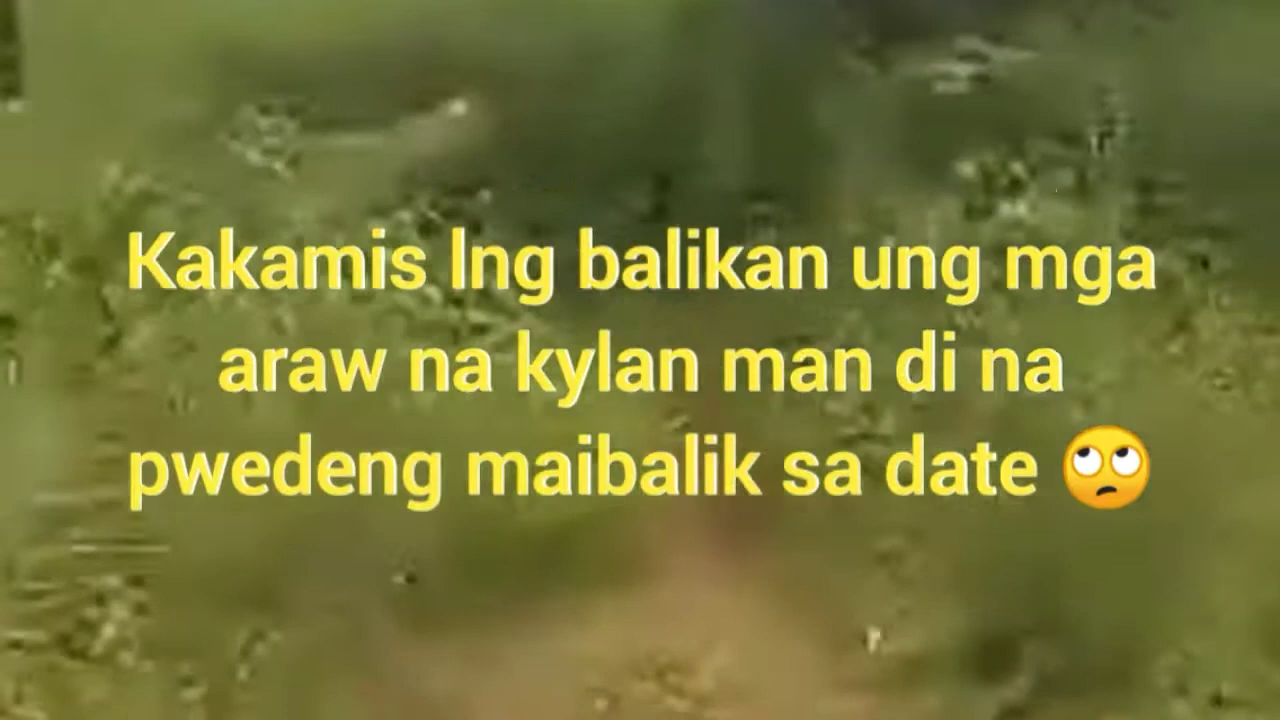 Kakamis lng balikan ung mga
araw na kylan man di na
pwedeng maibalik sa date 🙄